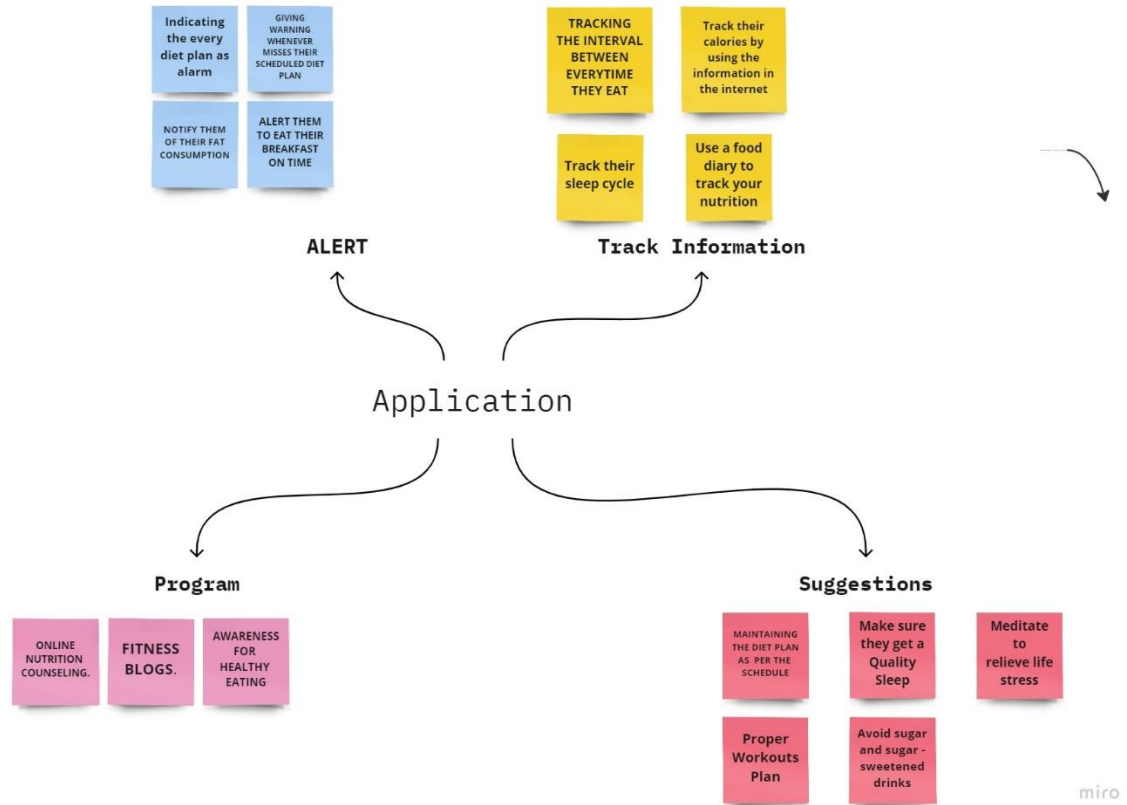 Indicating
the every
diet plan as
alarm
GIVING
WARNING
WHENEVER
MISSES THEIR
SCHEDULED DIET
PLAN
NOTIFY THEM
OF THEIR FAT
CONSUMPTION
ALERT THEM
TO EAT THEIR
BREAKFAST
ON TIME
ALERT
TRACKING
THE INTERVAL
BETWEEN
EVERYTIME
THEY EAT
Track their
calories by
using the
information in
the internet
Track their
sleep cycle
Use a food
diary to
track your
nutrition
Track Information
Application
Program
ONLINE
NUTRITION
COUNSELING.
FITNESS
BLOGS.
AWARENESS
FOR
HEALTHY
EATING
Suggestions
MAINTAINING
THE DIET PLAN
AS PER THE
SCHEDULE
Make sure
they get a
Quality
Sleep
Meditate
to
relieve life
stress
Proper
Workouts
Plan
Avoid sugar
and sugar -
sweetened
drinks
miro